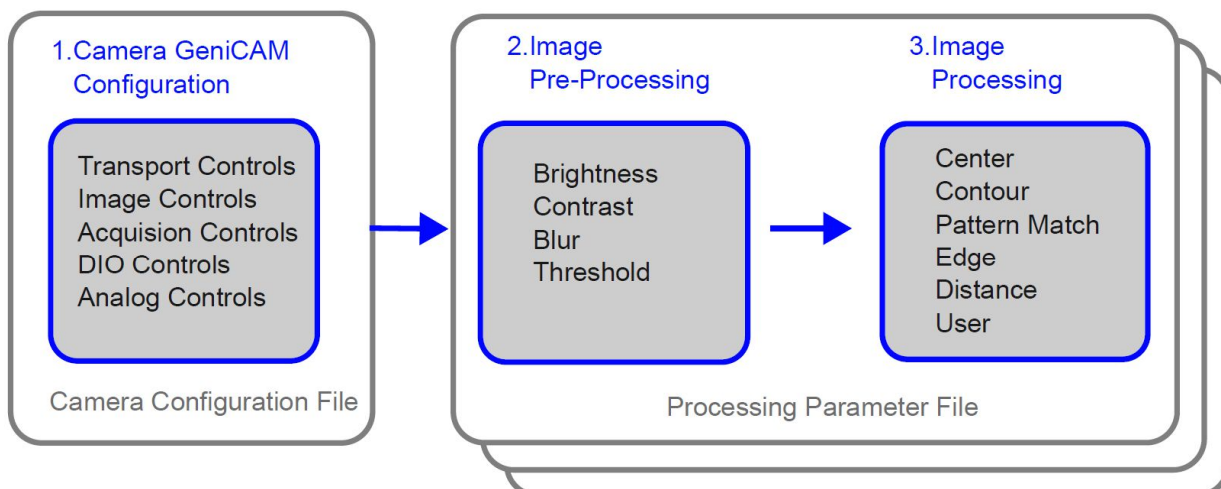 1.Camera GeniCAM
Configuration
Transport Controls
Image Controls
Acquision Controls
DIO Controls
Analog Controls
Camera Configuration File
2.Image
Pre-Processing
Brightness
Contrast
Blur
Threshold
3.Image
Processing
Center
Contour
Pattern Match
Edge
Distance
User
Processing Parameter File